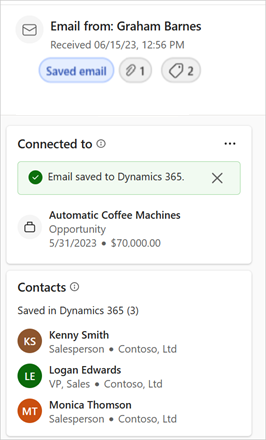 Email from: Graham Barnes
Received 06/15/23, 12:56 PM
Saved email 1 2
Connected to
Email saved to Dynamics 365.
Automatic Coffee Machines
Opportunity
5/31/2023 • $70,000.00
Contacts
Saved in Dynamics 365 (3)
KS Kenny Smith
Salesperson • Contoso, Ltd
LE Logan Edwards
VP, Sales • Contoso, Ltd
MT Monica Thomson
Salesperson • Contoso, Ltd